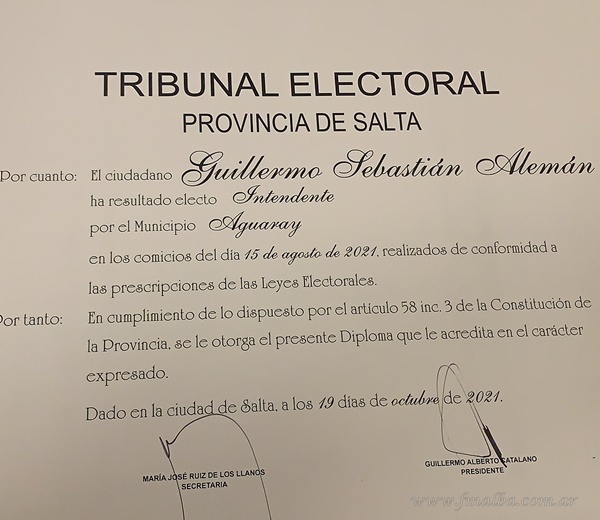 TRIBUNAL ELECTORAL
PROVINCIA DE SALTA
Por cuanto: El ciudadano Guillermo Sebastián Alemán
ha resultado electo Intendente
por el Municipio Aguaray
en los comicios del día 15 de agosto de 2021, realizados de conformidad a
las prescripciones de las Leyes Electorales.
Por tanto: En cumplimiento de lo dispuesto por el artículo 58 inc. 3 de la Constitución de
la Provincia, se le otorga el presente Diploma que le acredita en el carácter
expresado.
Dado en la ciudad de Salta, a los 19 días de octubre de 2021.
MARÍA JOSÉ RUIZ DE LOS LLANOS
SECRETARIA
GUILLERMO ALBERTO CATALANO
PRESIDENTE
www.fmalba.com.ar